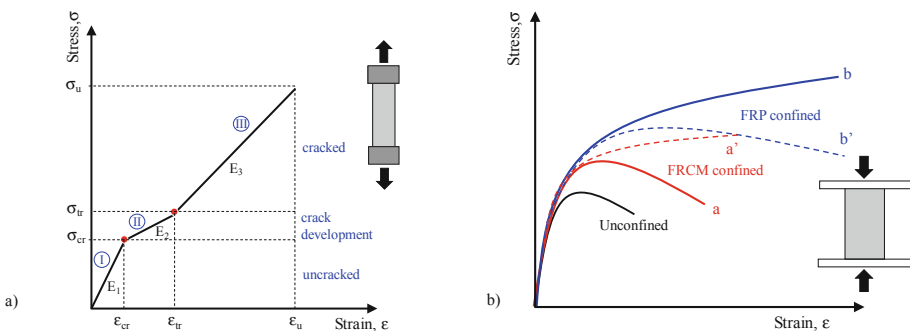 Stress,σ
σu
III
E3
cracked
σtr
II
E2
crack
development
σcr
I
E1
uncracked
a)
εcr
εtr
εu
Strain, ε
Stress,σ
b
FRP confined
a'
b'
FRCM confined
a
Unconfined
b)
Strain, ε